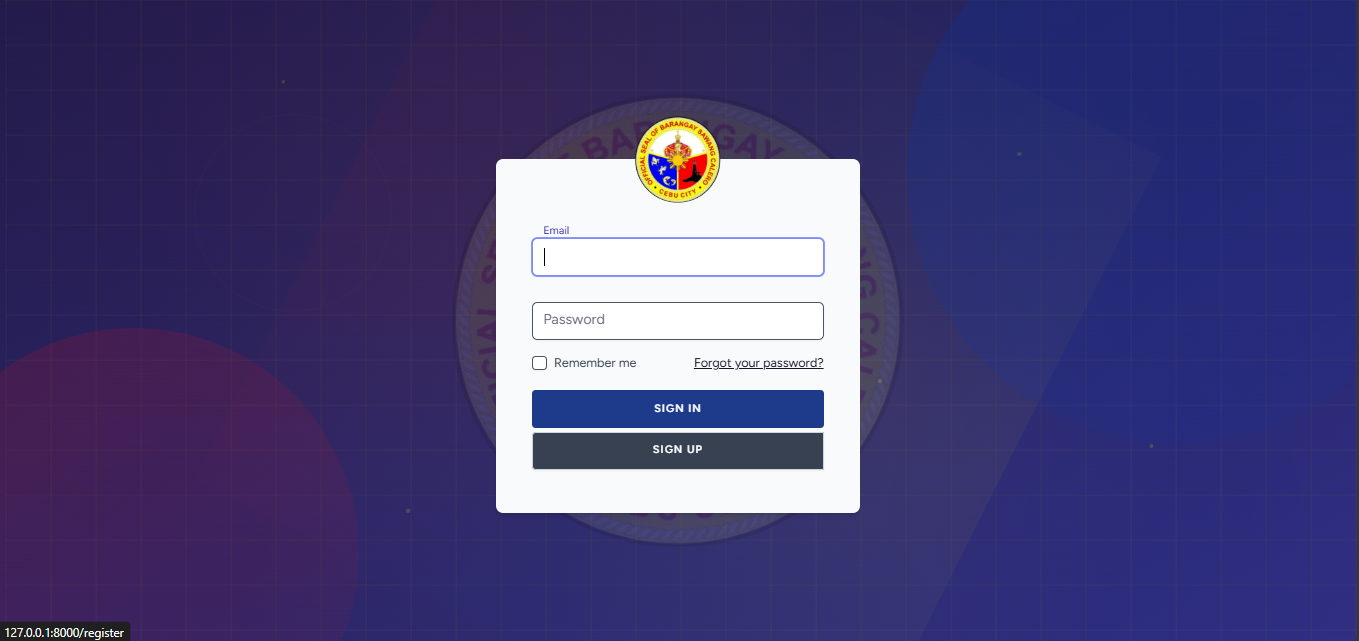 OFFICIAL SEAL OF BARANGAY SAWANG CALERO
• CEBU CITY •
Email
Password
Remember me Forgot your password?
SIGN IN
SIGN UP
127.0.0.1:8000/register